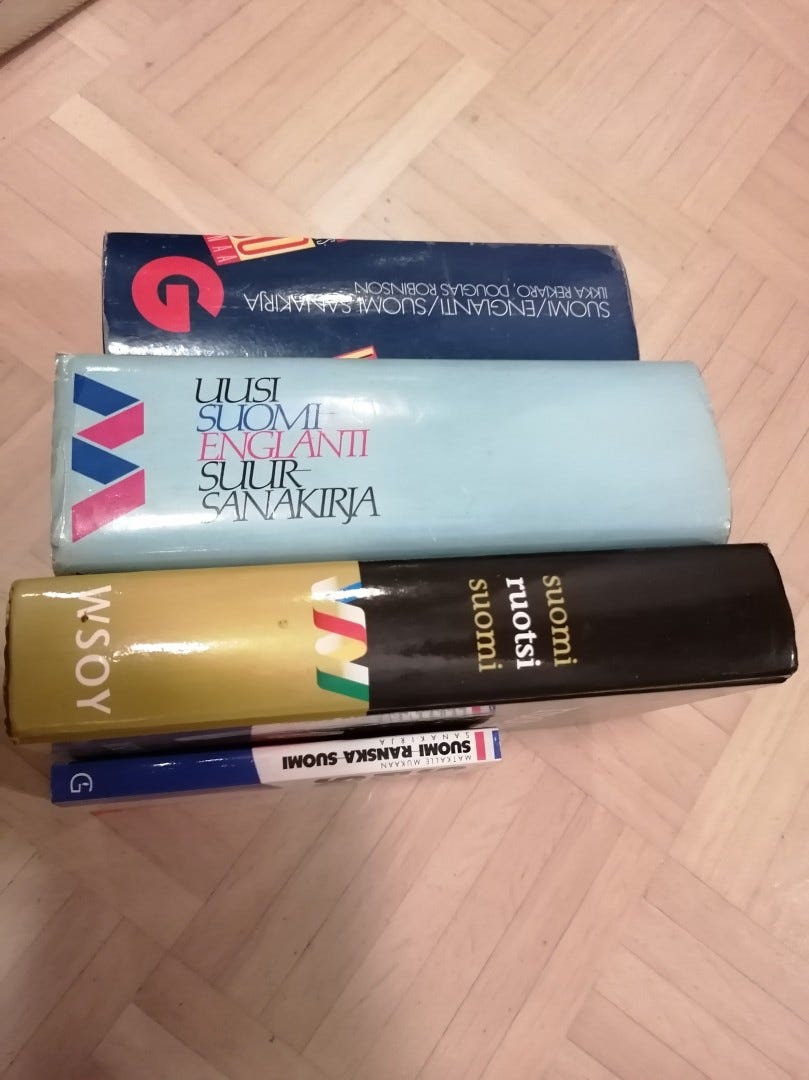 SUOMI/ENGLANTI/SUOMI SANAKIRJA
ILKKA REKIARO, DOUGLAS ROBINSON
G
UUSI
SUOMI-
ENGLANTI
SUUR-
SANAKIRJA
suomi
ruotsi
suomi
WSOY
MATKALLE MUKAAN
SUOMI RANSKA SUOMI
SANAKIRJA
G